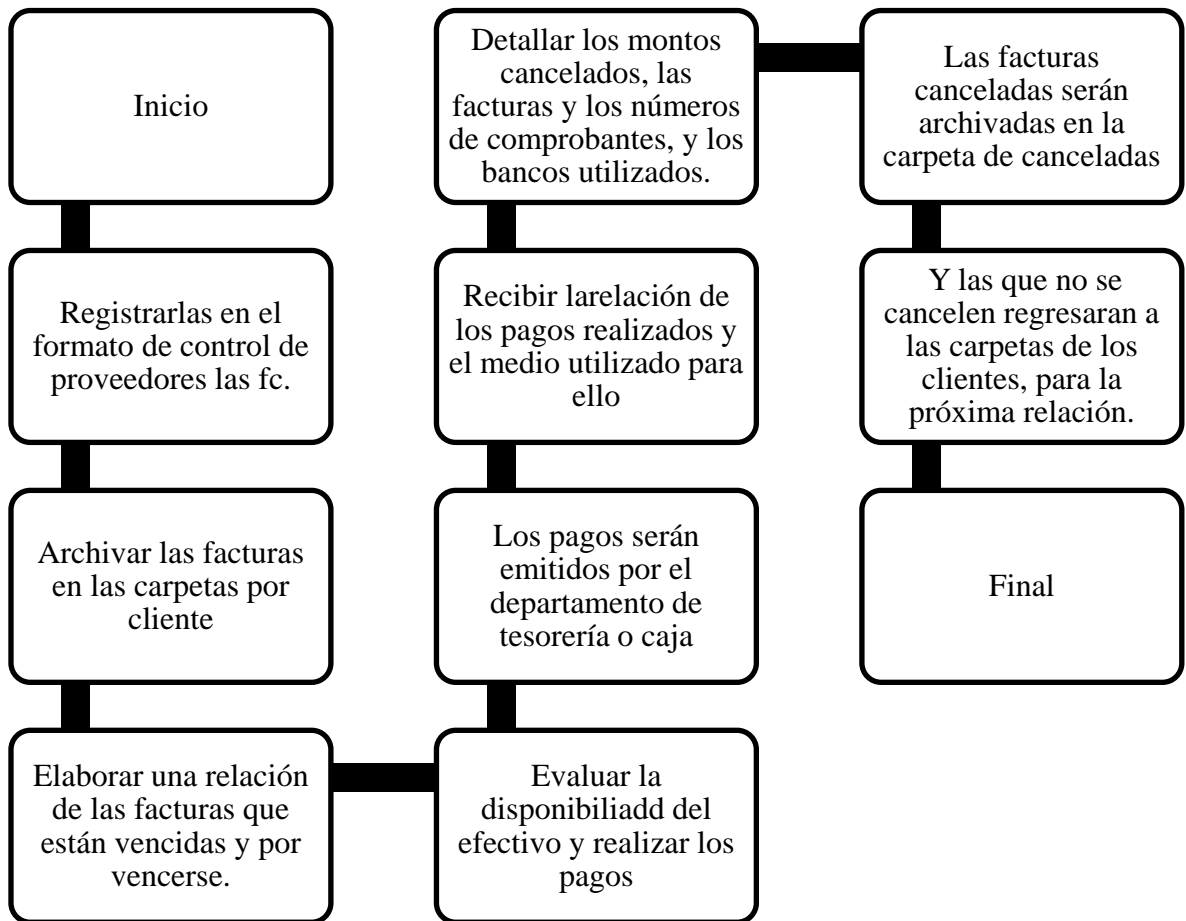 Inicio
Registrarlas en el
formato de control de
proveedores las fc.
Archivar las facturas
en las carpetas por
cliente
Elaborar una relación
de las facturas que
están vencidas y por
vencerse.
Evaluar la
disponibiliadd del
efectivo y realizar los
pagos
Los pagos serán
emitidos por el
departamento de
tesorería o caja
Recibir larelación de
los pagos realizados y
el medio utilizado para
ello
Detallar los montos
cancelados, las
facturas y los números
de comprobantes, y los
bancos utilizados.
Las facturas
canceladas serán
archivadas en la
carpeta de canceladas
Y las que no se
cancelen regresaran a
las carpetas de los
clientes, para la
próxima relación.
Final